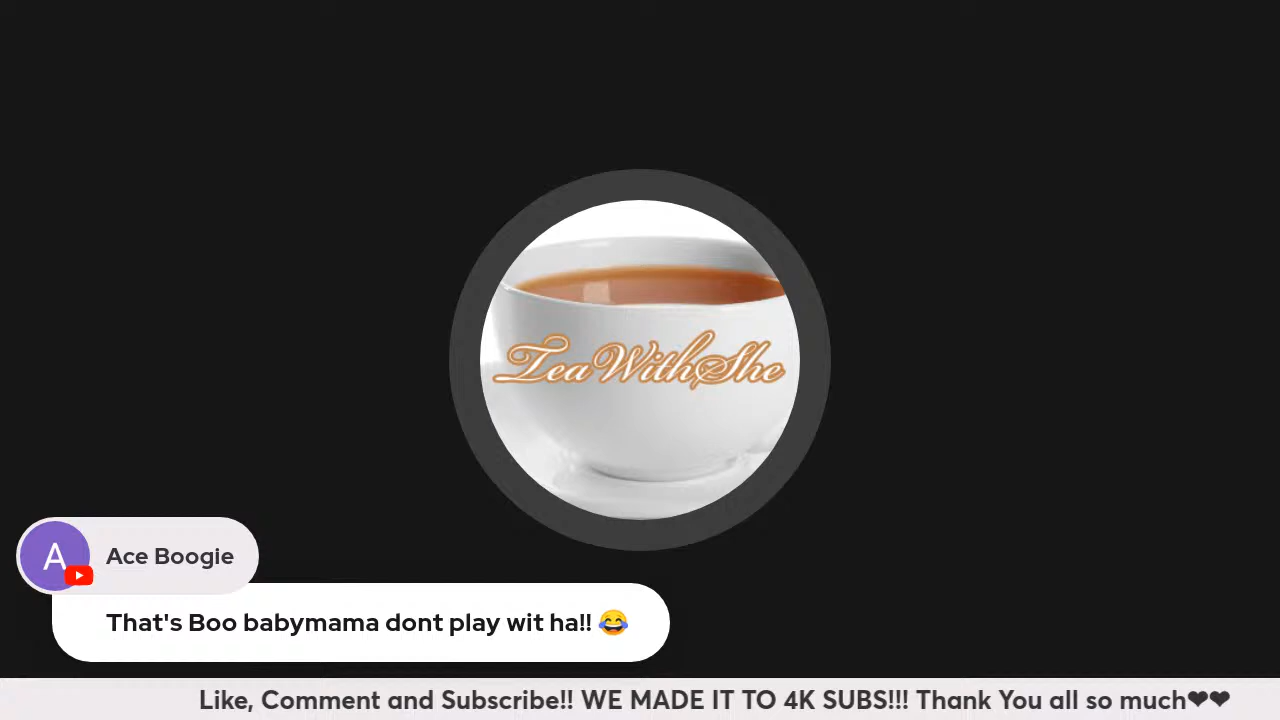 TeaWithShe
A
Ace Boogie
That's Boo babymama dont play wit ha!! 😂
Like, Comment and Subscribe!! WE MADE IT TO 4K SUBS!!! Thank You all so much❤❤